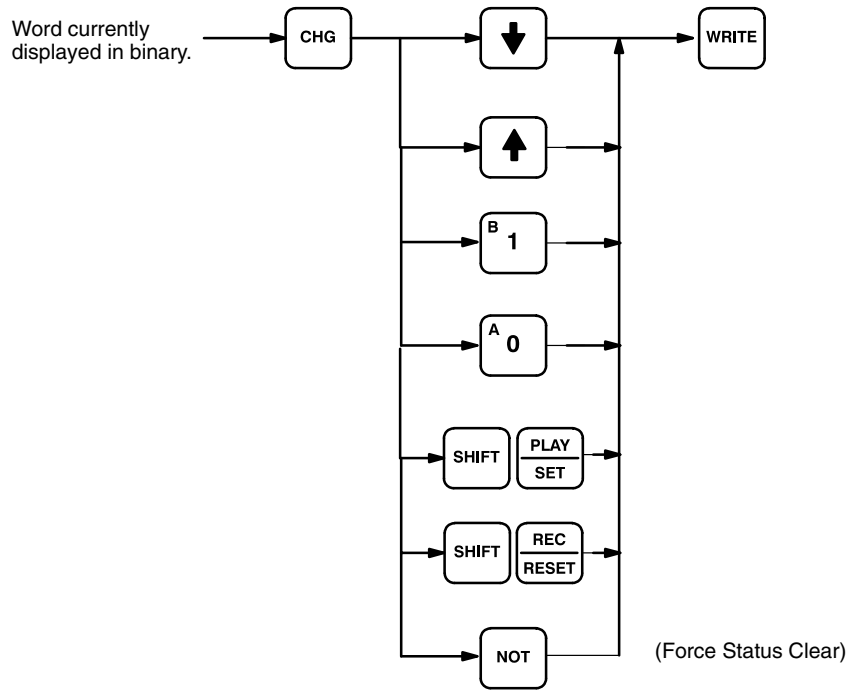 Word currently
displayed in binary.
CHG
WRITE
B
1
A
0
SHIFT
PLAY
SET
SHIFT
REC
RESET
NOT
(Force Status Clear)